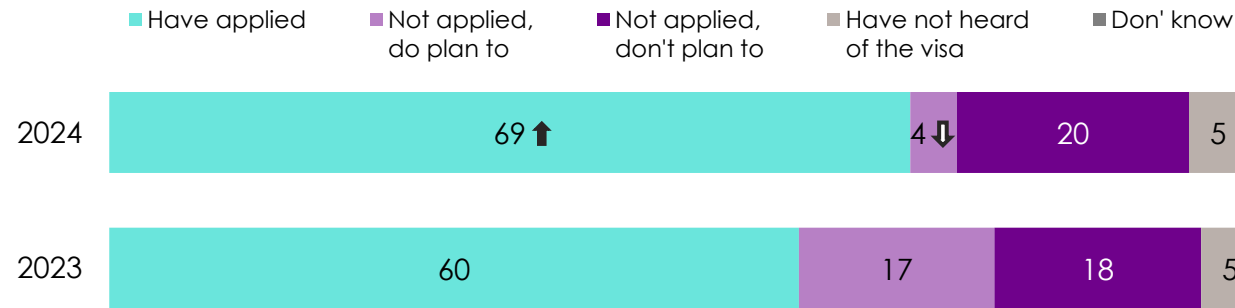 Have applied
Not applied,
do plan to
Not applied,
don't plan to
Have not heard
of the visa
Don' know
2024 69 4 20 5
2023 60 17 18 5